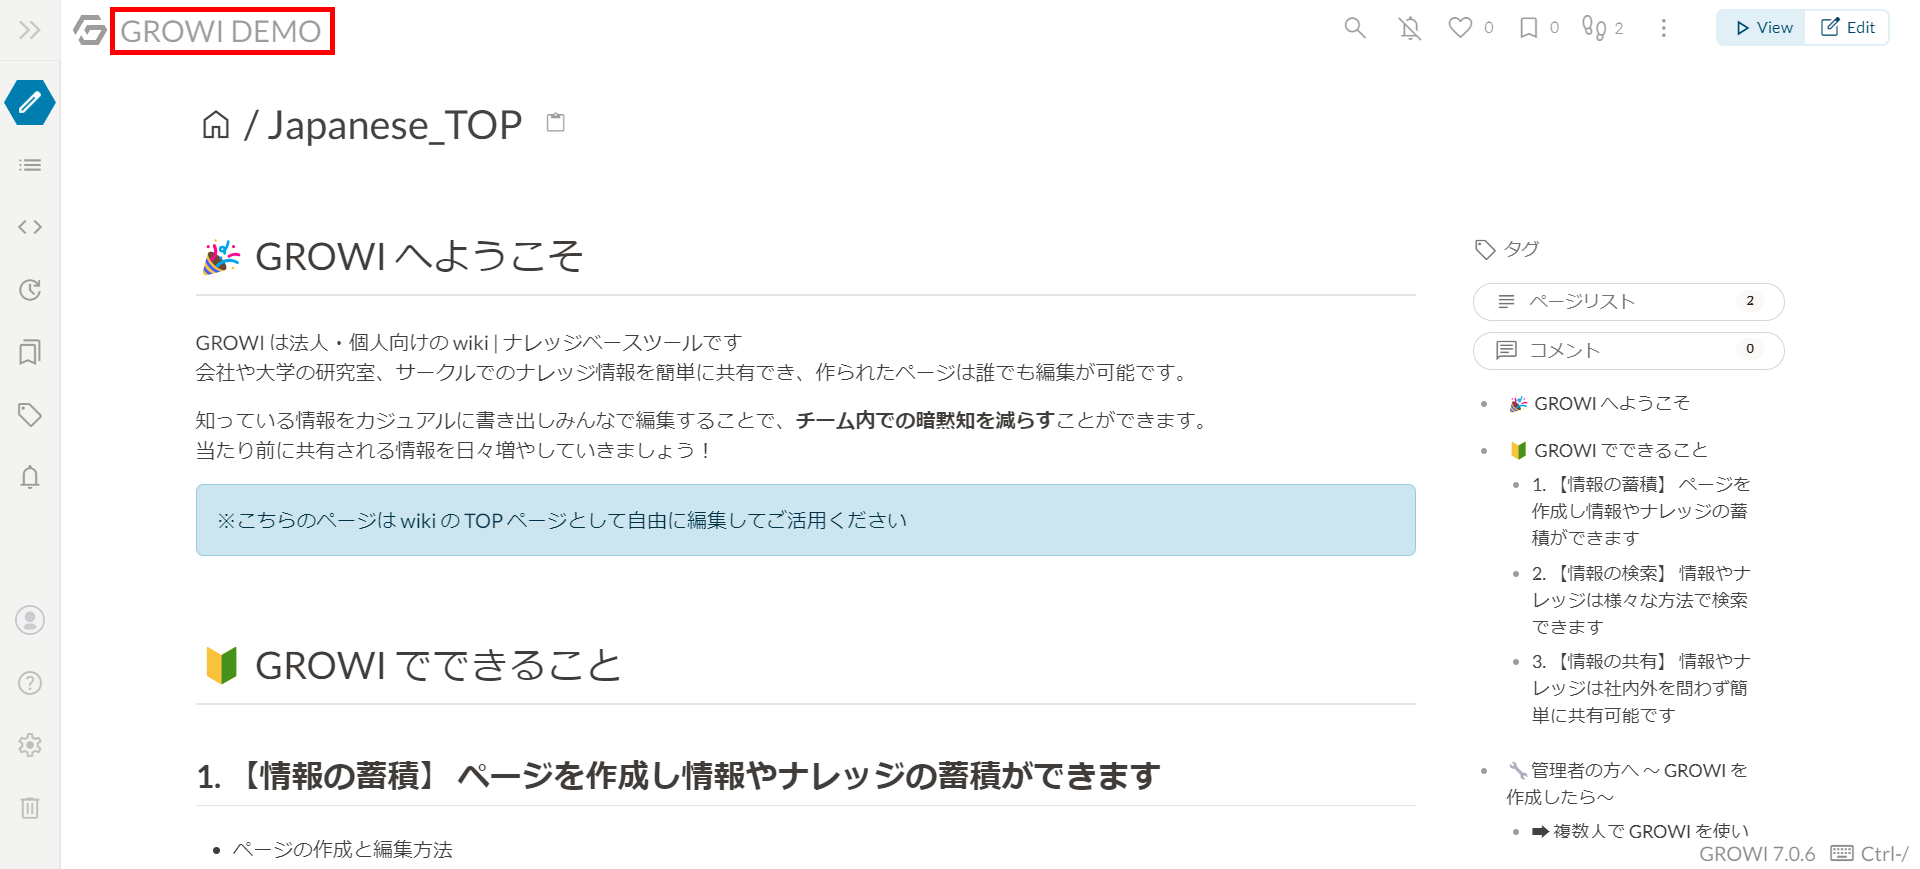 GROWI DEMO
0
0
2
View
Edit
/ Japanese_TOP
🎉 GROWI へようこそ
GROWI は法人・個人向けの wiki | ナレッジベースツールです
会社や大学の研究室、サークルでのナレッジ情報を簡単に共有でき、作られたページは誰でも編集が可能です。
知っている情報をカジュアルに書き出しみんなで編集することで、チーム内での暗黙知を減らすことができます。
当たり前に共有される情報を日々増やしていきましょう！
※こちらのページは wiki の TOP ページとして自由に編集してご活用ください
🔰 GROWI でできること
1. 【情報の蓄積】 ページを作成し情報やナレッジの蓄積ができます
• ページの作成と編集方法
タグ
ページリスト 2
コメント 0
• 🎉 GROWI へようこそ
• 🔰 GROWI でできること
• 1. 【情報の蓄積】 ページを
作成し情報やナレッジの蓄
積ができます
• 2. 【情報の検索】 情報やナ
レッジは様々な方法で検索
できます
• 3. 【情報の共有】 情報やナ
レッジは社内外を問わず簡
単に共有可能です
• 🔧管理者の方へ 〜 GROWI を
作成したら〜
• ➡ 複数人で GROWI を使い
GROWI 7.0.6 Ctrl-/